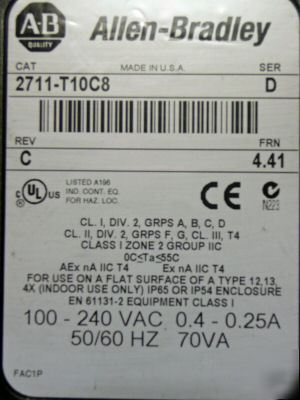 A-B
QUALITY
Allen-Bradley
CAT MADE IN U.S.A. SER
2711-T10C8 D
REV FRN
C 4.41
LISTED A196
IND. CONT. EQ.
FOR HAZ. LOC.
C UL US
CE
N223
CL. I, DIV. 2, GRPS A, B, C, D
CL. II, DIV. 2, GRPS F, G, CL. III, T4
CLASS I ZONE 2 GROUP IIC
0C≤Ta≤55C
AEx nA IIC T4 Ex nA IIC T4
FOR USE ON A FLAT SURFACE OF A TYPE 12,13,
4X (INDOOR USE ONLY) IP65 OR IP54 ENCLOSURE
EN 61131-2 EQUIPMENT CLASS I
100 - 240 VAC 0.4 - 0.25A
50/60 HZ 70VA
FAC1P